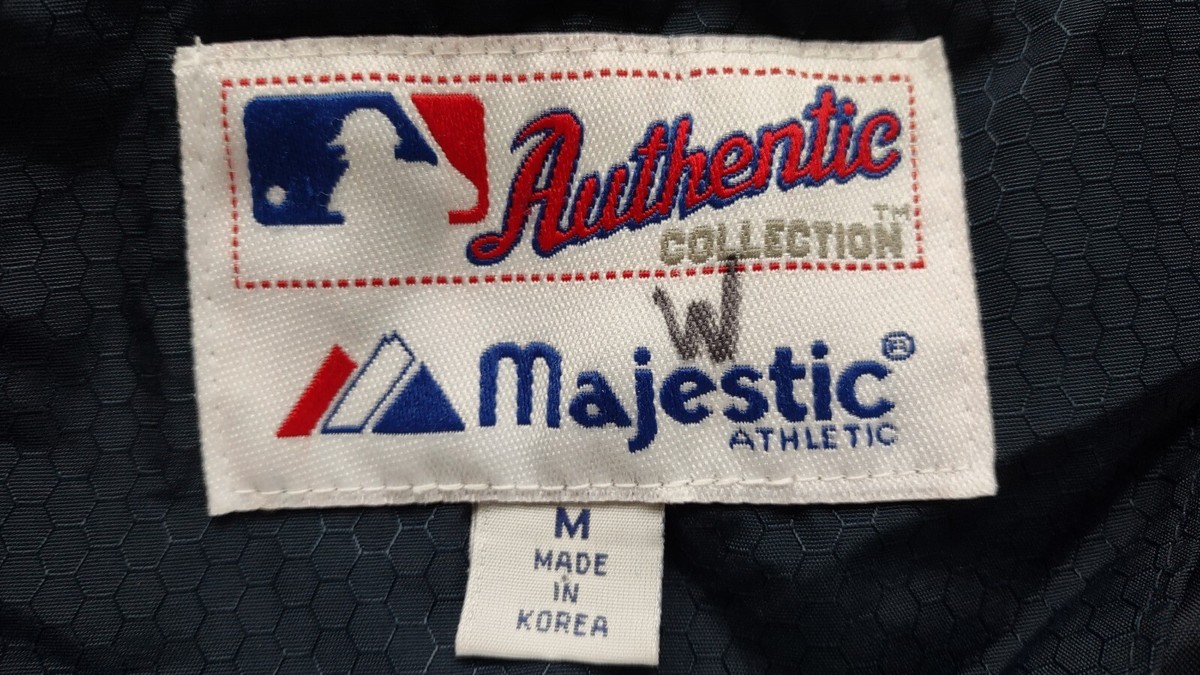 Authentic
COLLECTION™
W
Majestic®
ATHLETIC
M
MADE
IN
KOREA